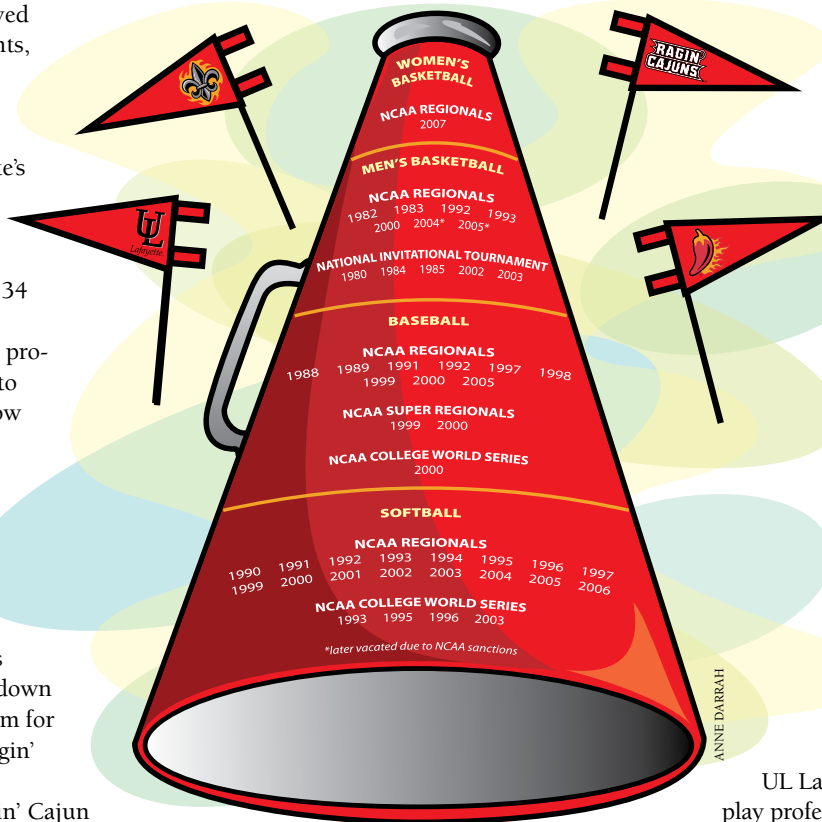 ved
nts,
te's
34
pro-
to
ow
s
down
m for
gin'
n' Cajun
RAGIN
CAJUNS
UL
Lafayette.
WOMEN'S
BASKETBALL
NCAA REGIONALS
2007
MEN'S BASKETBALL
NCAA REGIONALS
1982 1983 1992 1993
2000 2004* 2005*
NATIONAL INVITATIONAL TOURNAMENT
1980 1984 1985 2002 2003
BASEBALL
NCAA REGIONALS
1988 1989 1991 1992 1997 1998
1999 2000 2005
NCAA SUPER REGIONALS
1999 2000
NCAA COLLEGE WORLD SERIES
2000
SOFTBALL
NCAA REGIONALS
1990 1991 1992 1993 1994 1995 1996 1997
1999 2000 2001 2002 2003 2004 2005 2006
NCAA COLLEGE WORLD SERIES
1993 1995 1996 2003
*later vacated due to NCAA sanctions
ANNE DARRAH
UL La
play profe